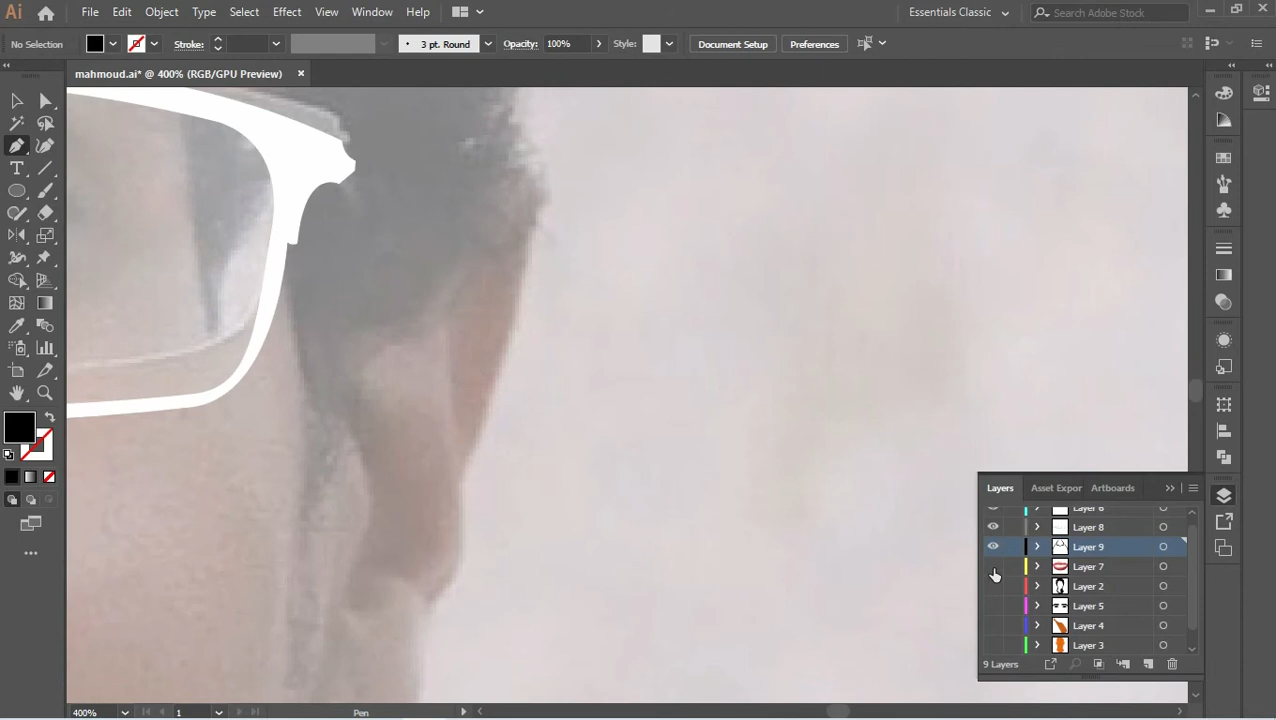 Ai File Edit Object Type Select Effect View Window Help Essentials Classic Search Adobe Stock
No Selection Stroke: 3 pt. Round Opacity: 100% Style: Document Setup Preferences
mahmoud.ai* @ 400% (RGB/GPU Preview)
Layers Asset Expor Artboards
Layer 6
Layer 8
Layer 9
Layer 7
Layer 2
Layer 5
Layer 4
Layer 3
9 Layers
400% 1 Pen